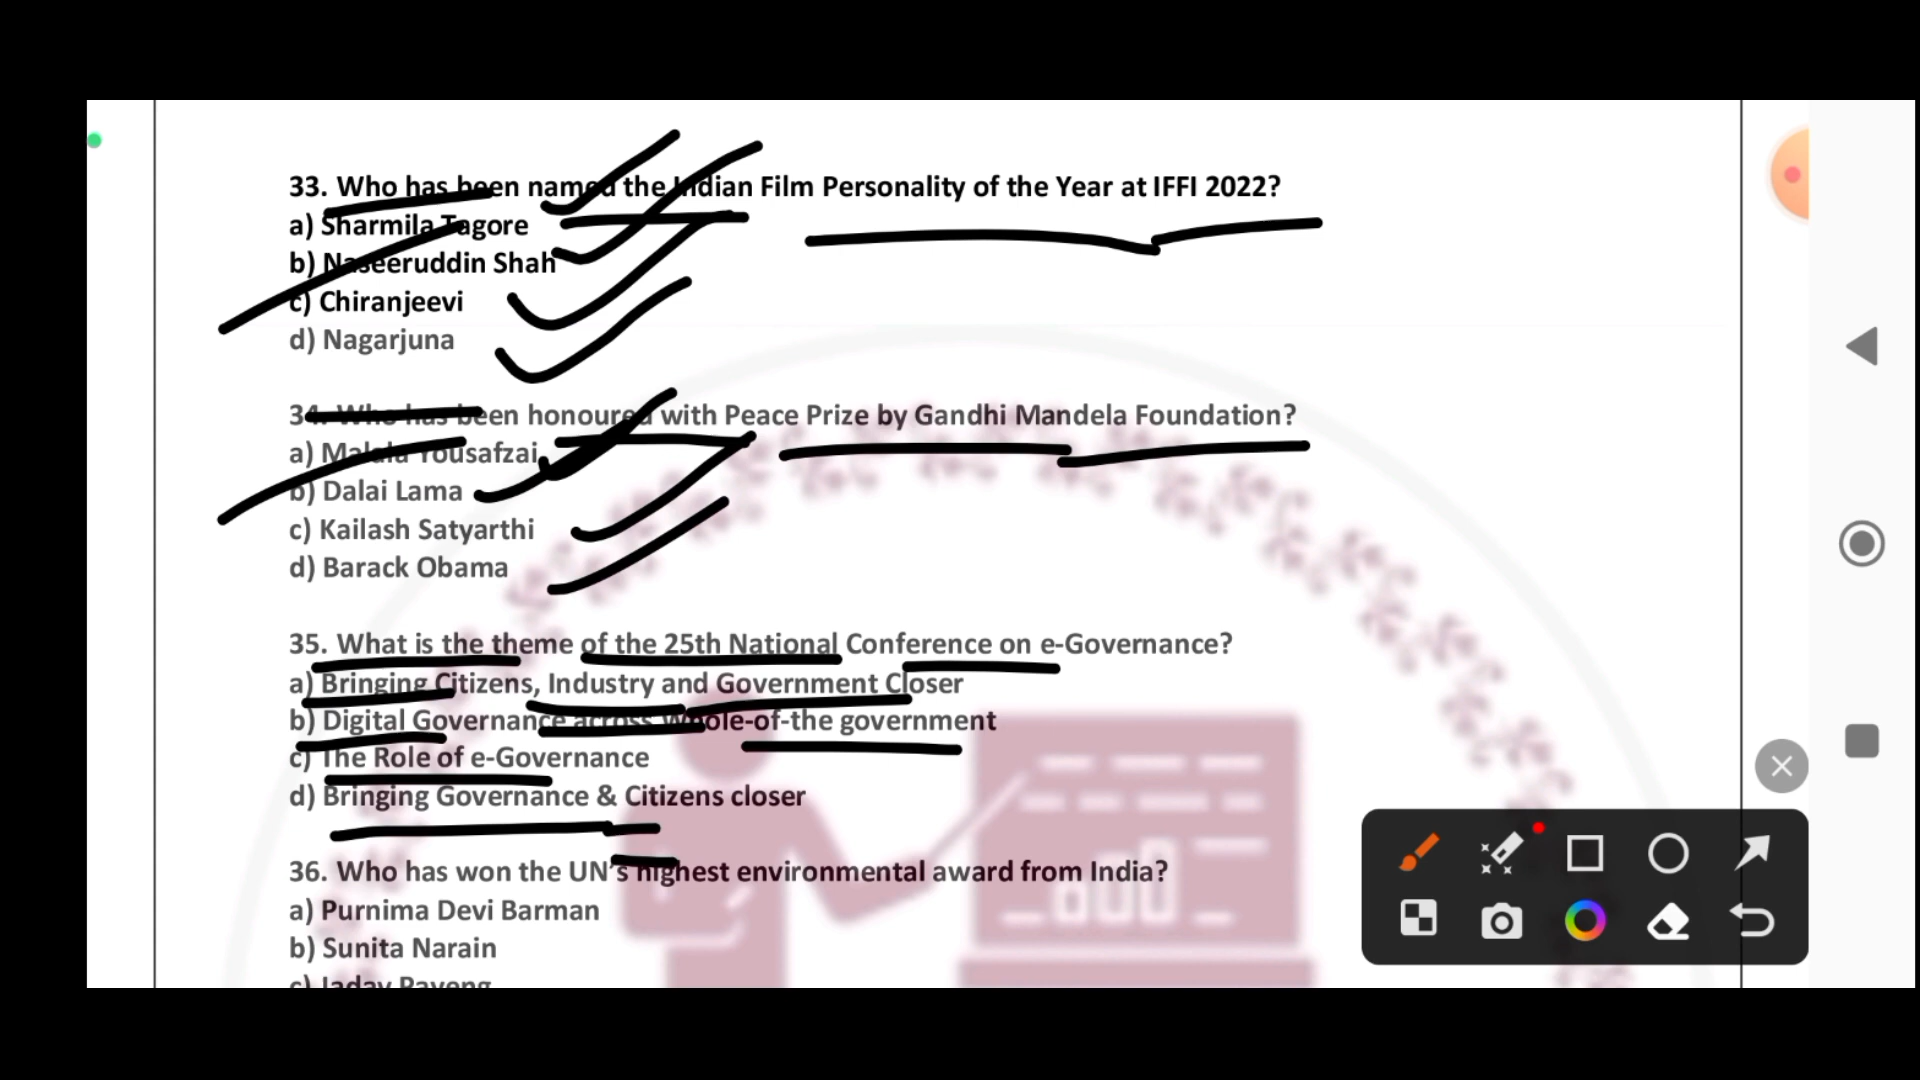 33. Who has been named the Indian Film Personality of the Year at IFFI 2022?
a) Sharmila Tagore
b) Naseeruddin Shah
c) Chiranjeevi
d) Nagarjuna
34. Who has been honoured with Peace Prize by Gandhi Mandela Foundation?
a) Malala Yousafzai
b) Dalai Lama
c) Kailash Satyarthi
d) Barack Obama
35. What is the theme of the 25th National Conference on e-Governance?
a) Bringing Citizens, Industry and Government Closer
b) Digital Governance across Whole-of-the government
c) The Role of e-Governance
d) Bringing Governance & Citizens closer
36. Who has won the UN's highest environmental award from India?
a) Purnima Devi Barman
b) Sunita Narain
c) Jadav Payeng